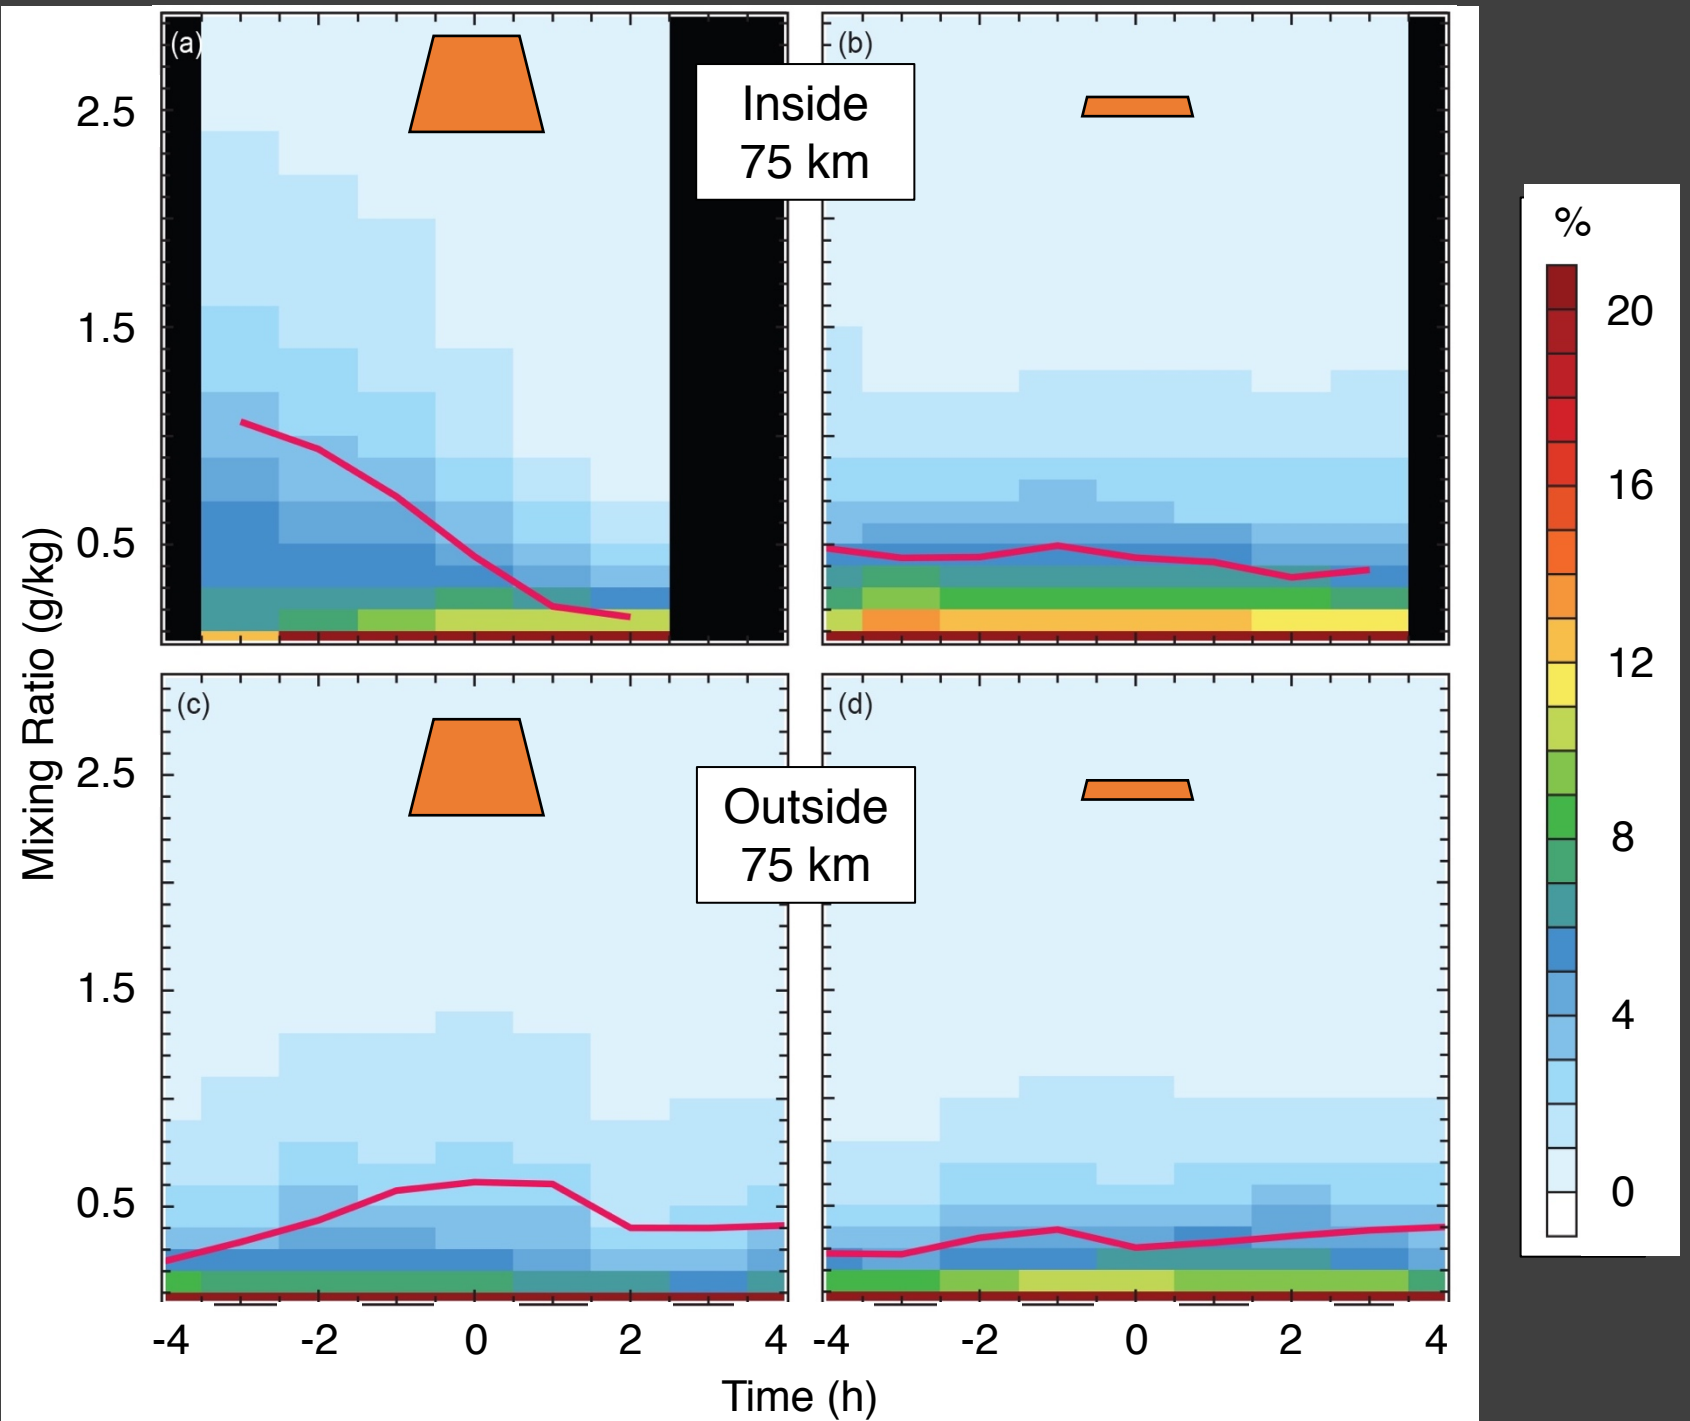 (a)
(b)
Inside
75 km
2.5
1.5
0.5
(c)
(d)
Outside
75 km
2.5
1.5
0.5
Mixing Ratio (g/kg)
-4 -2 0 2 4 -4 -2 0 2 4
Time (h)
%
20
16
12
8
4
0